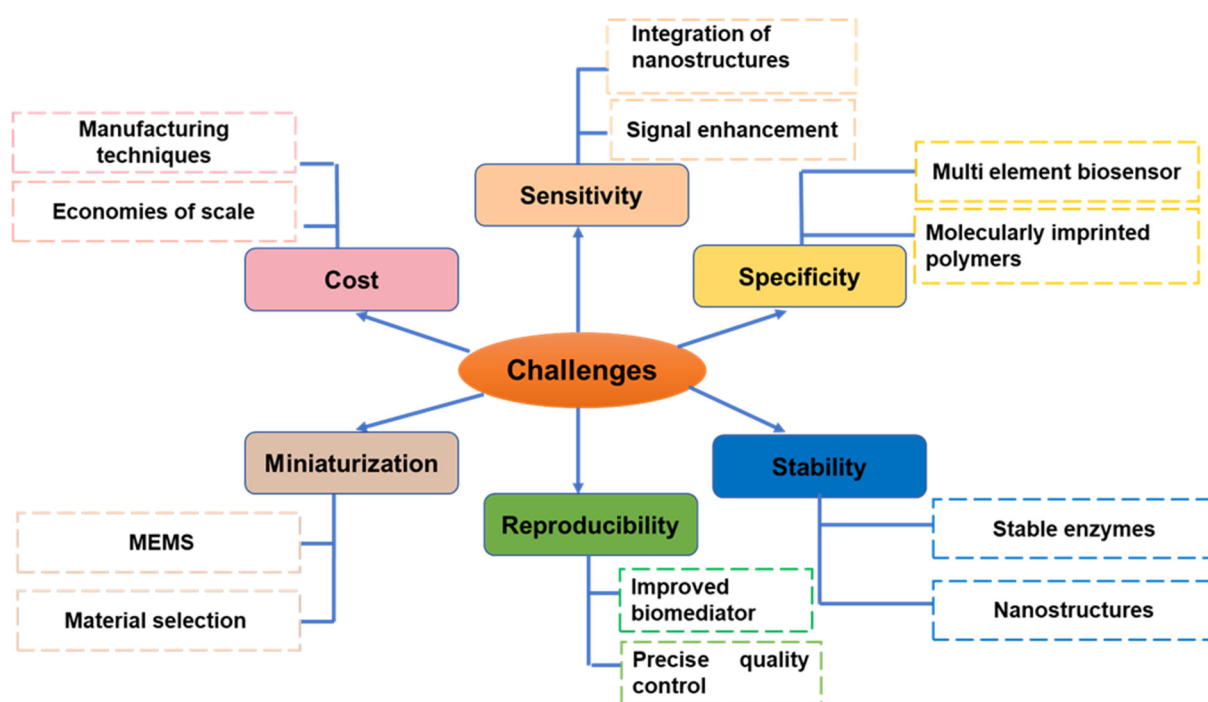 Integration of
nanostructures
Signal enhancement
Sensitivity
Manufacturing
techniques
Economies of scale
Cost
Multi element biosensor
Molecularly imprinted
polymers
Specificity
Challenges
Miniaturization
MEMS
Material selection
Reproducibility
Improved
biomediator
Precise quality
control
Stability
Stable enzymes
Nanostructures